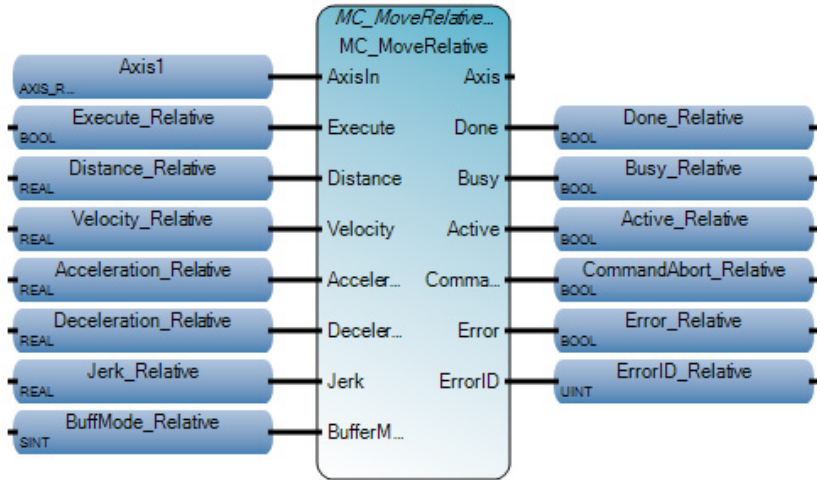 MC_MoveRelative...
MC_MoveRelative
Axis1
AXIS_R...
AxisIn
Axis
Execute_Relative
BOOL
Execute
Done
Done_Relative
BOOL
Distance_Relative
REAL
Distance
Busy
Busy_Relative
BOOL
Velocity_Relative
REAL
Velocity
Active
Active_Relative
BOOL
Acceleration_Relative
REAL
Acceler...
Comma...
CommandAbort_Relative
BOOL
Deceleration_Relative
REAL
Deceler...
Error
Error_Relative
BOOL
Jerk_Relative
REAL
Jerk
ErrorID
ErrorID_Relative
UINT
BuffMode_Relative
SINT
BufferM...